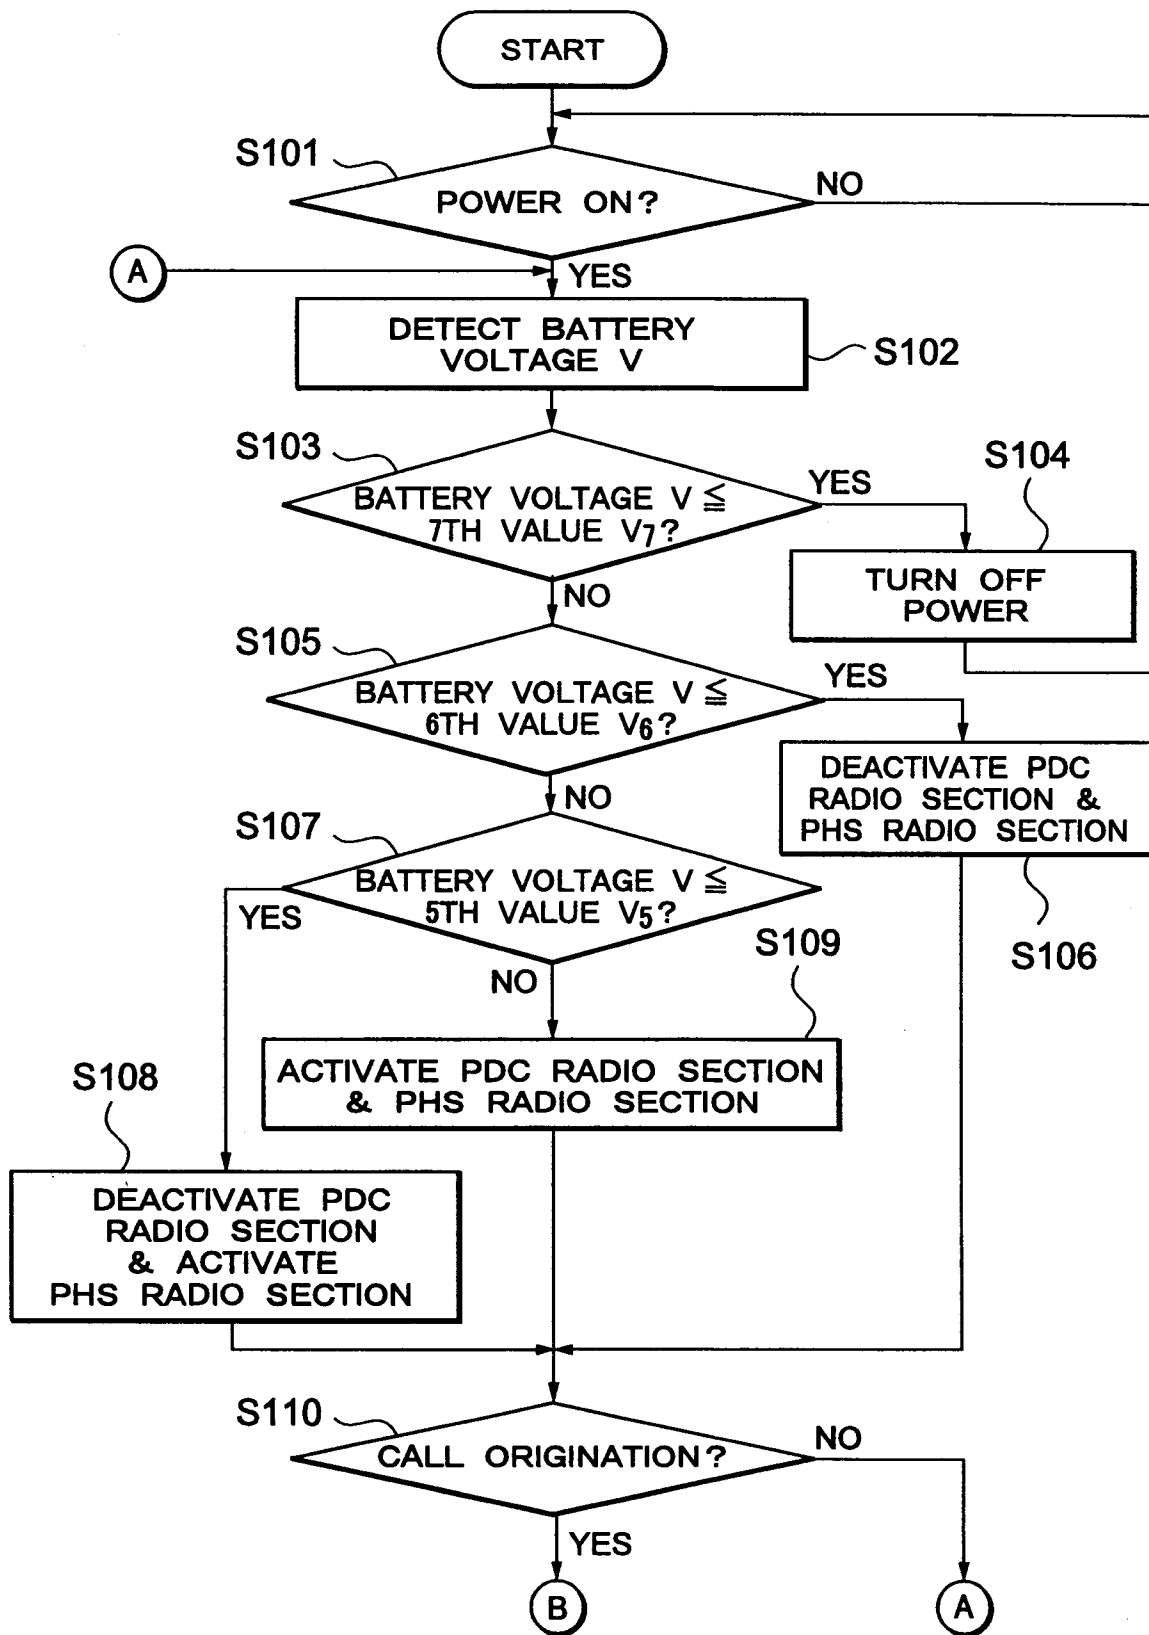 START
S101
POWER ON?
NO
A
YES
DETECT BATTERY
VOLTAGE V
S102
S103
BATTERY VOLTAGE V ≦
7TH VALUE V7?
YES
S104
TURN OFF
POWER
NO
S105
BATTERY VOLTAGE V ≦
6TH VALUE V6?
YES
DEACTIVATE PDC
RADIO SECTION &
PHS RADIO SECTION
S106
NO
S107
BATTERY VOLTAGE V ≦
5TH VALUE V5?
YES
NO
S109
ACTIVATE PDC RADIO SECTION
& PHS RADIO SECTION
S108
DEACTIVATE PDC
RADIO SECTION
& ACTIVATE
PHS RADIO SECTION
S110
CALL ORIGINATION?
NO
YES
B
A